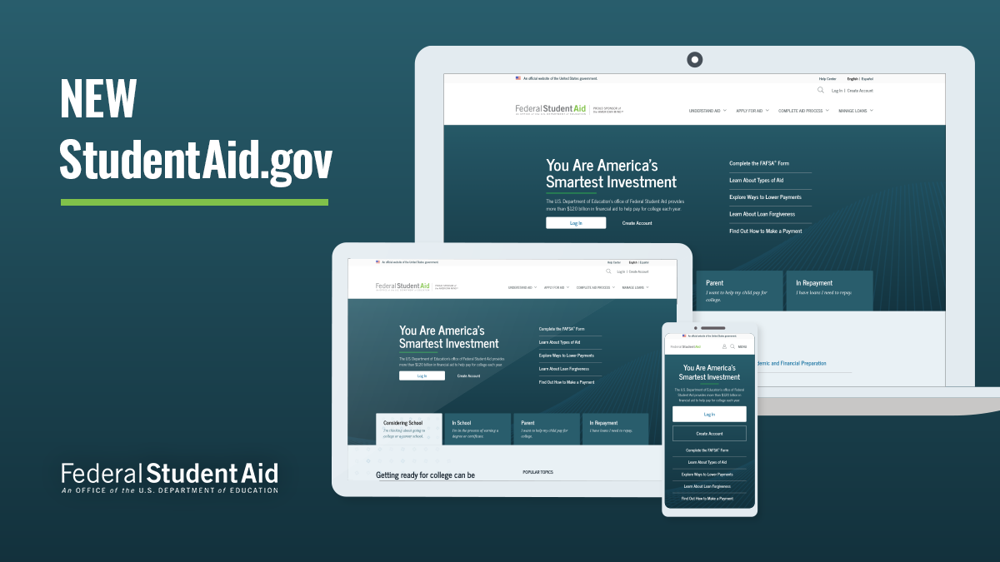 NEW
StudentAid.gov
Federal Student Aid
An OFFICE of the U.S. DEPARTMENT of EDUCATION
An official website of the United States government.
Help Center English | Español
Log In | Create Account
Federal Student Aid
PROUD SPONSOR of
the AMERICAN MIND®
UNDERSTAND AID APPLY FOR AID COMPLETE AID PROCESS MANAGE LOANS
You Are America's
Smartest Investment
The U.S. Department of Education's office of Federal Student Aid provides
more than $120 billion in financial aid to help pay for college each year.
Log In Create Account
Complete the FAFSA® Form
Learn About Types of Aid
Explore Ways to Lower Payments
Learn About Loan Forgiveness
Find Out How to Make a Payment
Parent
I want to help my child pay for
college.
In Repayment
I have loans I need to repay.
demic and Financial Preparation
An official website of the United States government.
Help Center English | Español
Log In | Create Account
Federal Student Aid
PROUD SPONSOR of
the AMERICAN MIND®
UNDERSTAND AID APPLY FOR AID COMPLETE AID PROCESS MANAGE LOANS
You Are America's
Smartest Investment
The U.S. Department of Education's office of Federal Student Aid provides
more than $120 billion in financial aid to help pay for college each year.
Log In Create Account
Complete the FAFSA® Form
Learn About Types of Aid
Explore Ways to Lower Payments
Learn About Loan Forgiveness
Find Out How to Make a Payment
Considering School
I'm thinking about going to
college or a career school.
In School
I'm in the process of earning a
degree or certificate.
Parent
I want to help my child pay for
college.
In Repayment
I have loans I need to repay.
Getting ready for college can be
POPULAR TOPICS
An official website of the United States government.
Federal Student Aid
MENU
You Are America's
Smartest Investment
The U.S. Department of Education's office of Federal
Student Aid provides more than $120 billion in
financial aid to help pay for college each year.
Log In
Create Account
Complete the FAFSA® Form
Learn About Types of Aid
Explore Ways to Lower Payments
Learn About Loan Forgiveness
Find Out How to Make a Payment